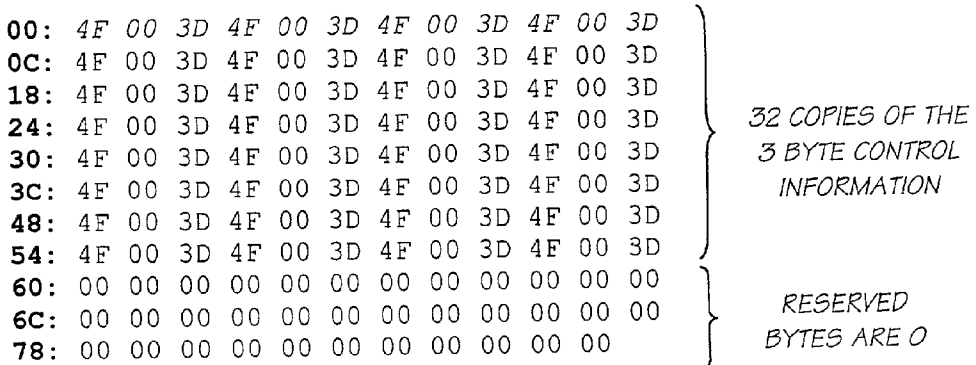 00: 4F 00 3D 4F 00 3D 4F 00 3D 4F 00 3D
0C: 4F 00 3D 4F 00 3D 4F 00 3D 4F 00 3D
18: 4F 00 3D 4F 00 3D 4F 00 3D 4F 00 3D
24: 4F 00 3D 4F 00 3D 4F 00 3D 4F 00 3D
30: 4F 00 3D 4F 00 3D 4F 00 3D 4F 00 3D
3C: 4F 00 3D 4F 00 3D 4F 00 3D 4F 00 3D
48: 4F 00 3D 4F 00 3D 4F 00 3D 4F 00 3D
54: 4F 00 3D 4F 00 3D 4F 00 3D 4F 00 3D
32 COPIES OF THE
3 BYTE CONTROL
INFORMATION
60: 00 00 00 00 00 00 00 00 00 00 00 00
6C: 00 00 00 00 00 00 00 00 00 00 00 00
78: 00 00 00 00 00 00 00 00 00 00 00
RESERVED
BYTES ARE 0